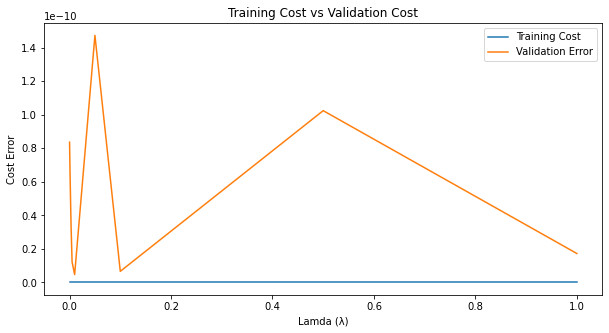 Training Cost vs Validation Cost
1e−10
Training Cost
Validation Error
1.4
1.2
1.0
0.8
0.6
0.4
0.2
0.0
Cost Error
0.0 0.2 0.4 0.6 0.8 1.0
Lamda (λ)